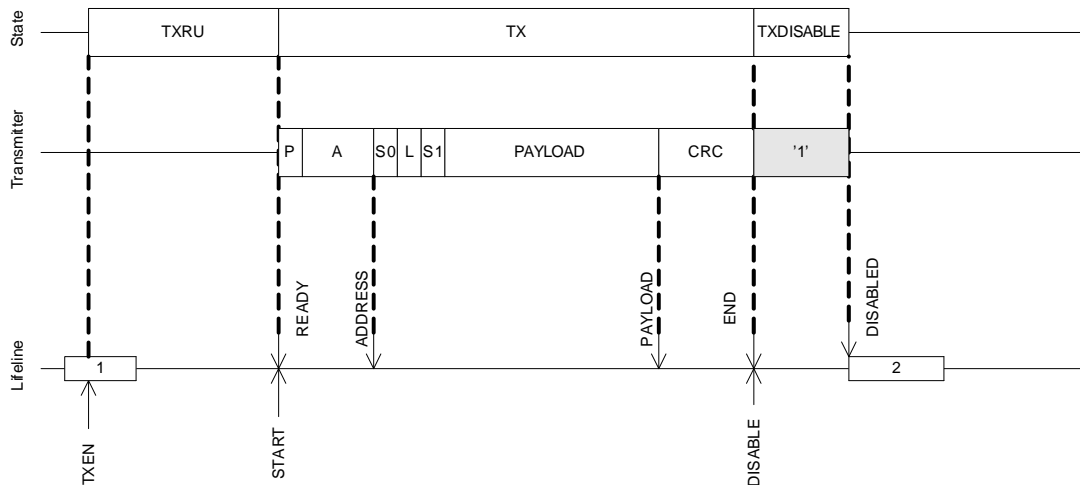 State
TXRU
TX
TXDISABLE
Transmitter
P
A
S0
L
S1
PAYLOAD
CRC
'1'
READY
ADDRESS
PAYLOAD
END
DISABLED
Lifeline
1
2
TXEN
START
DISABLE